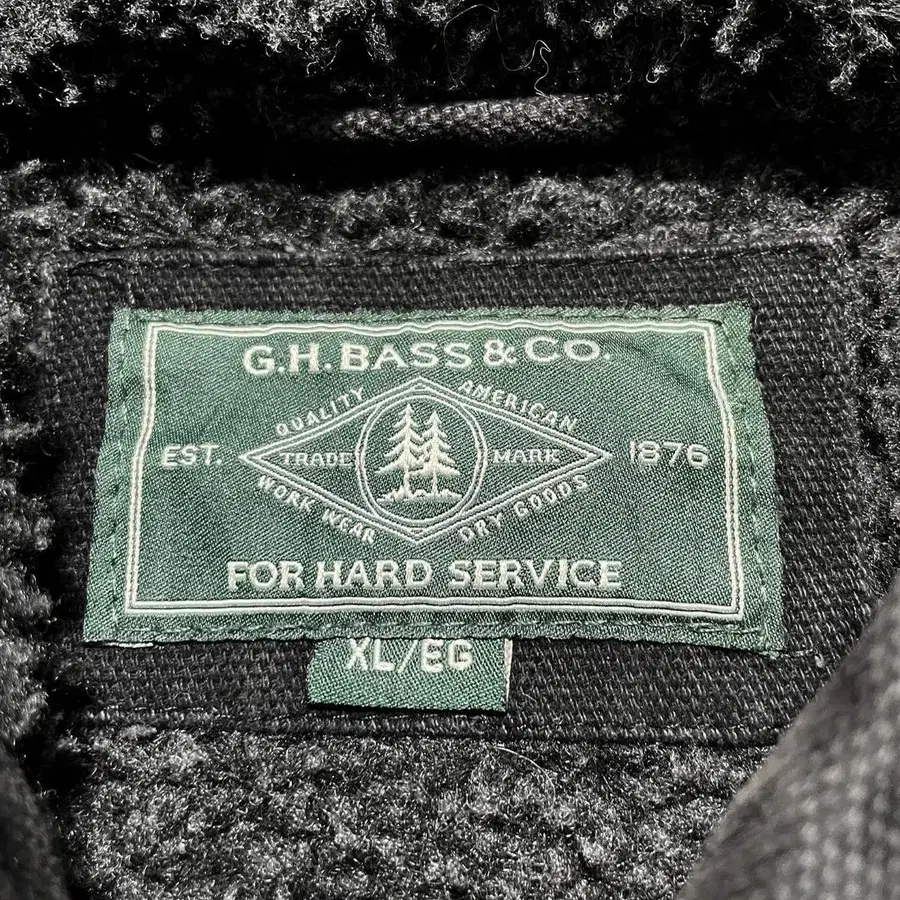 G.H. BASS & CO.
QUALITY AMERICAN
EST. TRADE MARK 1876
WORK WEAR DRY GOODS
FOR HARD SERVICE
XL/EG